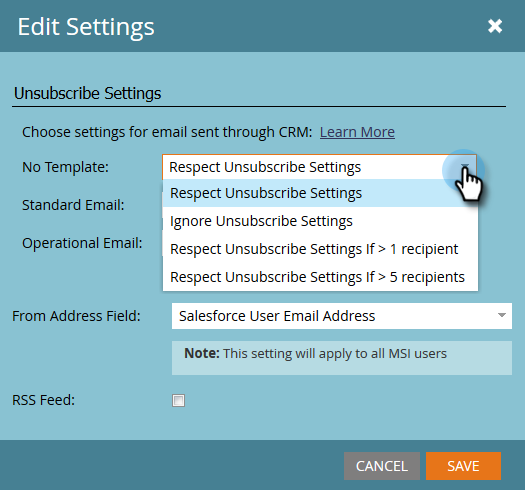 Edit Settings
Unsubscribe Settings
Choose settings for email sent through CRM: Learn More
No Template: Respect Unsubscribe Settings
Respect Unsubscribe Settings
Standard Email:
Ignore Unsubscribe Settings
Operational Email:
Respect Unsubscribe Settings If > 1 recipient
Respect Unsubscribe Settings If > 5 recipients
From Address Field: Salesforce User Email Address
Note: This setting will apply to all MSI users
RSS Feed:
CANCEL SAVE